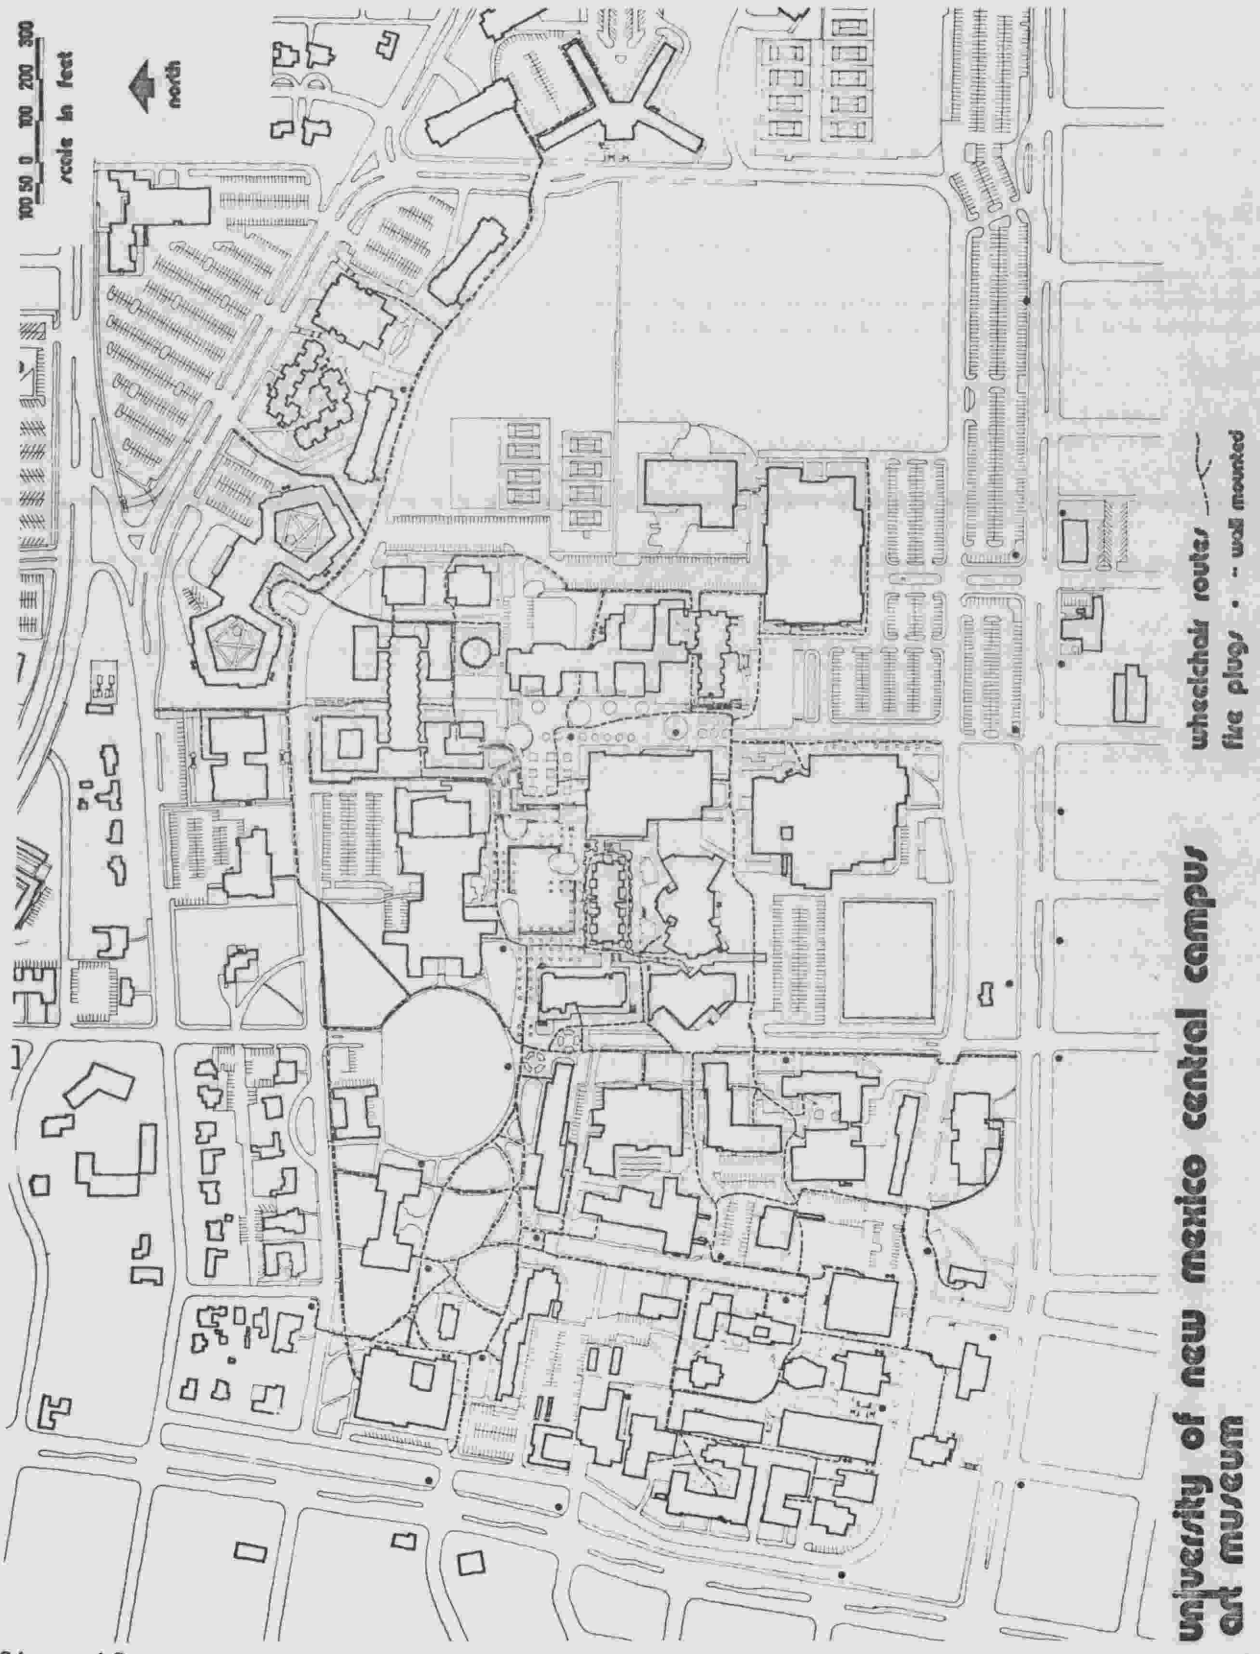 100 50 0 100 200 300
scale in feet
north
wheelchair routes
fire plugs • -- wall mounted
university of new mexico central campus
art museum